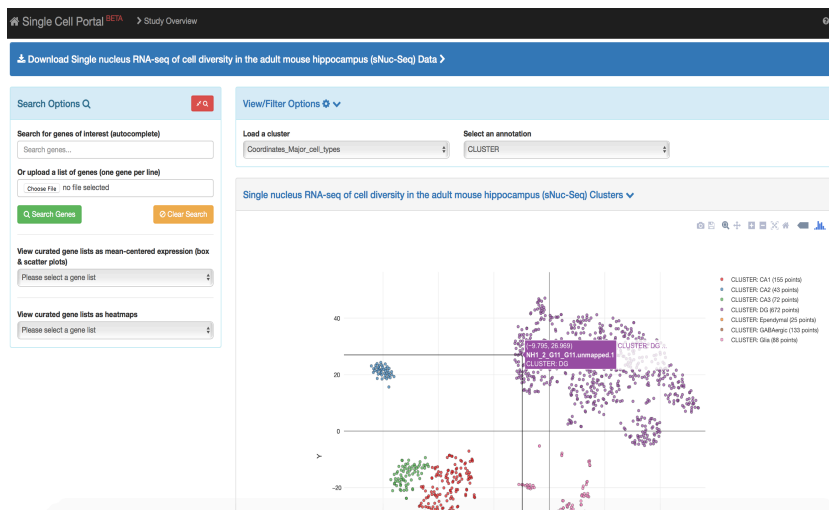 Single Cell Portal BETA > Study Overview
Download Single nucleus RNA-seq of cell diversity in the adult mouse hippocampus (sNuc-Seq) Data
Search Options
View/Filter Options
Search for genes of interest (autocomplete)
Search genes...
Load a cluster
Coordinates_Major_cell_types
Select an annotation
CLUSTER
Or upload a list of genes (one gene per line)
Choose File no file selected
Search Genes
Clear Search
Single nucleus RNA-seq of cell diversity in the adult mouse hippocampus (sNuc-Seq) Clusters
View curated gene lists as mean-centered expression (box
& scatter plots)
Please select a gene list
View curated gene lists as heatmaps
Please select a gene list
CLUSTER: CA1 (155 points)
CLUSTER: CA2 (43 points)
CLUSTER: CA3 (72 points)
CLUSTER: DG (672 points)
CLUSTER: Ependymal (25 points)
CLUSTER: GABAergic (133 points)
CLUSTER: Glia (86 points)
40
(−9.795, 26.969)
NH1_2_G11_G11.unmapped.1
CLUSTER: DG
CLUSTER: DG
20
0
Y
−20